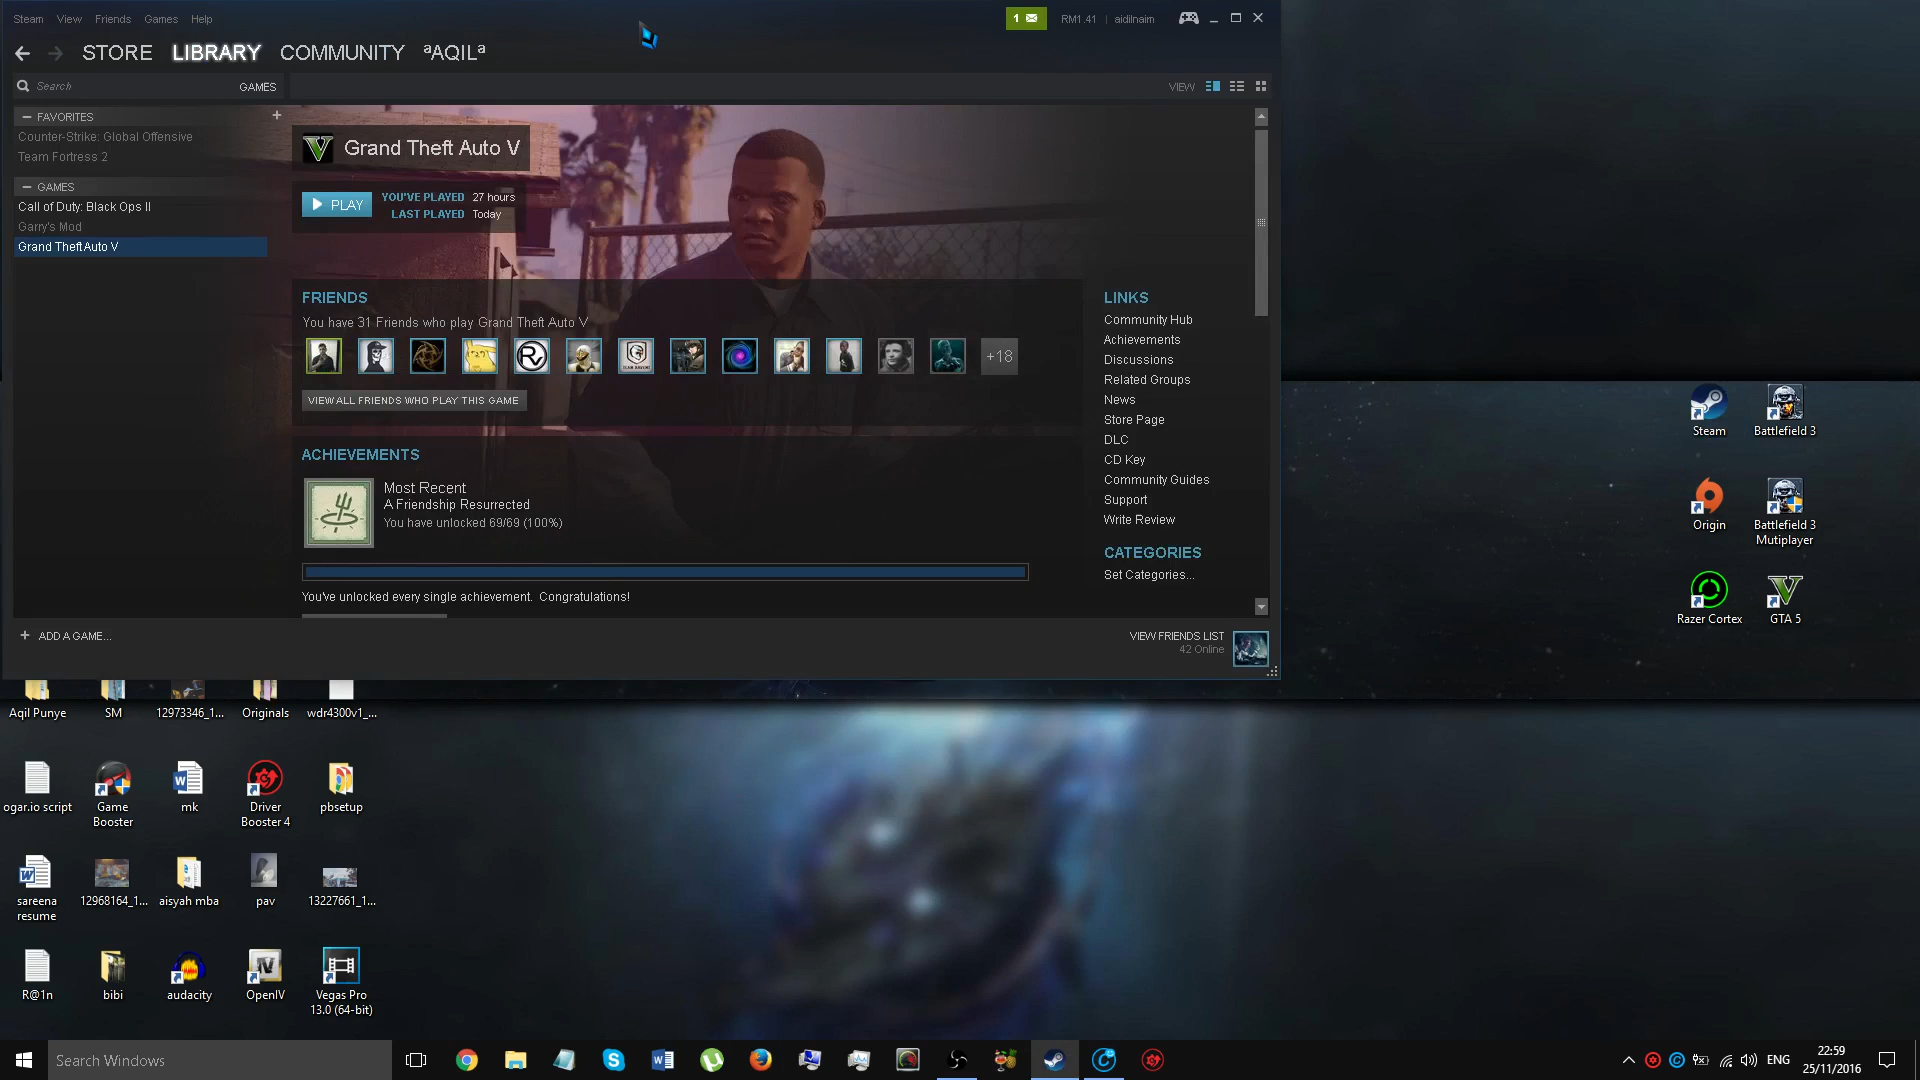 Steam View Friends Games Help
1 RM1.41 | aidilnaim
STORE LIBRARY COMMUNITY ªAQILª
Search GAMES VIEW
FAVORITES
Counter-Strike: Global Offensive
Team Fortress 2
GAMES
Call of Duty: Black Ops II
Garry's Mod
Grand Theft Auto V
Grand Theft Auto V
PLAY
YOU'VE PLAYED 27 hours
LAST PLAYED Today
FRIENDS
You have 31 Friends who play Grand Theft Auto V
+18
VIEW ALL FRIENDS WHO PLAY THIS GAME
ACHIEVEMENTS
Most Recent
A Friendship Resurrected
You have unlocked 69/69 (100%)
You've unlocked every single achievement. Congratulations!
LINKS
Community Hub
Achievements
Discussions
Related Groups
News
Store Page
DLC
CD Key
Community Guides
Support
Write Review
CATEGORIES
Set Categories...
ADD A GAME...
VIEW FRIENDS LIST
42 Online
Steam
Battlefield 3
Origin
Battlefield 3
Mutiplayer
Razer Cortex
GTA 5
Aqil Punye
SM
12973346_1...
Originals
wdr4300v1_...
ogar.io script
Game
Booster
mk
Driver
Booster 4
pbsetup
sareena
resume
12968164_1...
aisyah mba
pav
13227661_1...
R@1n
bibi
audacity
OpenIV
Vegas Pro
13.0 (64-bit)
Search Windows
ENG
22:59
25/11/2016